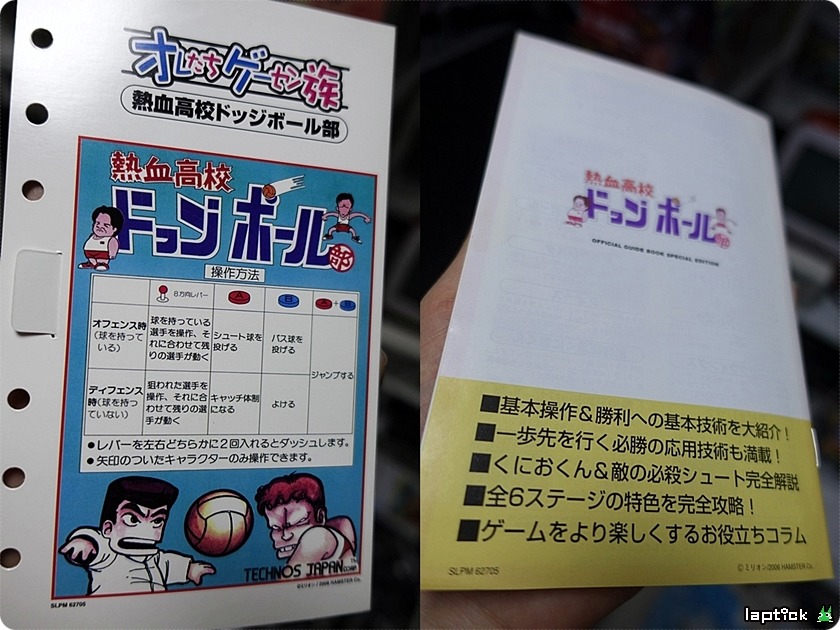 オレたちゲーセン族
熱血高校ドッジボール部
熱血高校
ドッジボール部
操作方法
8方向レバー
A
B
A+B
オフェンス時
(球を持って
いる)
球を持っている
選手を操作、そ
れに合わせて残
りの選手が動く
シュート球を
投げる
パス球を
投げる
ジャンプする
ディフェンス
時(球を持っ
ていない)
狙われた選手を
操作、それに合
わせて残りの選
手が動く
キャッチ体制
になる
よける
●レバーを左右どちらかに2回入れるとダッシュします。
●矢印のついたキャラクターのみ操作できます。
TECHNOS JAPAN CORP.
©ミリオン/2006 HAMSTER Co.
SLPM 62705
熱血高校
ドッジボール部
OFFICIAL GUIDE BOOK SPECIAL EDITION
■基本操作&勝利への基本技術を大紹介!
■一歩先を行く必勝の応用技術も満載!
■くにおくん&敵の必殺シュート完全解説
■全6ステージの特色を完全攻略!
■ゲームをより楽しくするお役立ちコラム
SLPM 62705
©ミリオン/2006 HAMSTER Co.
laptick